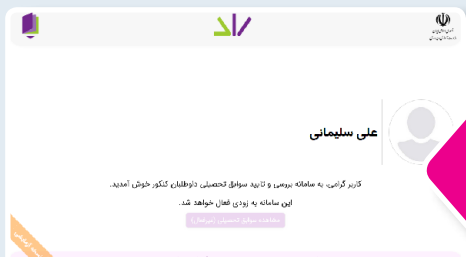 علی سلیمانی
کاربر گرامی، به سامانه بررسی و تایید سوابق تحصیلی داوطلبان کنکور خوش آمدید.
این سامانه به زودی فعال خواهد شد.
مشاهده سوابق تحصیلی (غیرفعال)